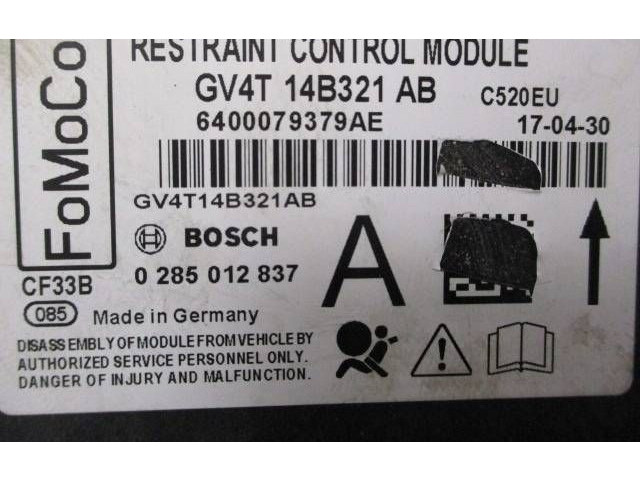 FoMoCo
RESTRAINT CONTROL MODULE
GV4T 14B321 AB C520EU
6400079379AE 17-04-30
GV4T14B321AB
BOSCH
CF33B 0 285 012 837 A
085 Made in Germany
DISASSEMBLY OF MODULE FROM VEHICLE BY
AUTHORIZED SERVICE PERSONNEL ONLY.
DANGER OF INJURY AND MALFUNCTION.